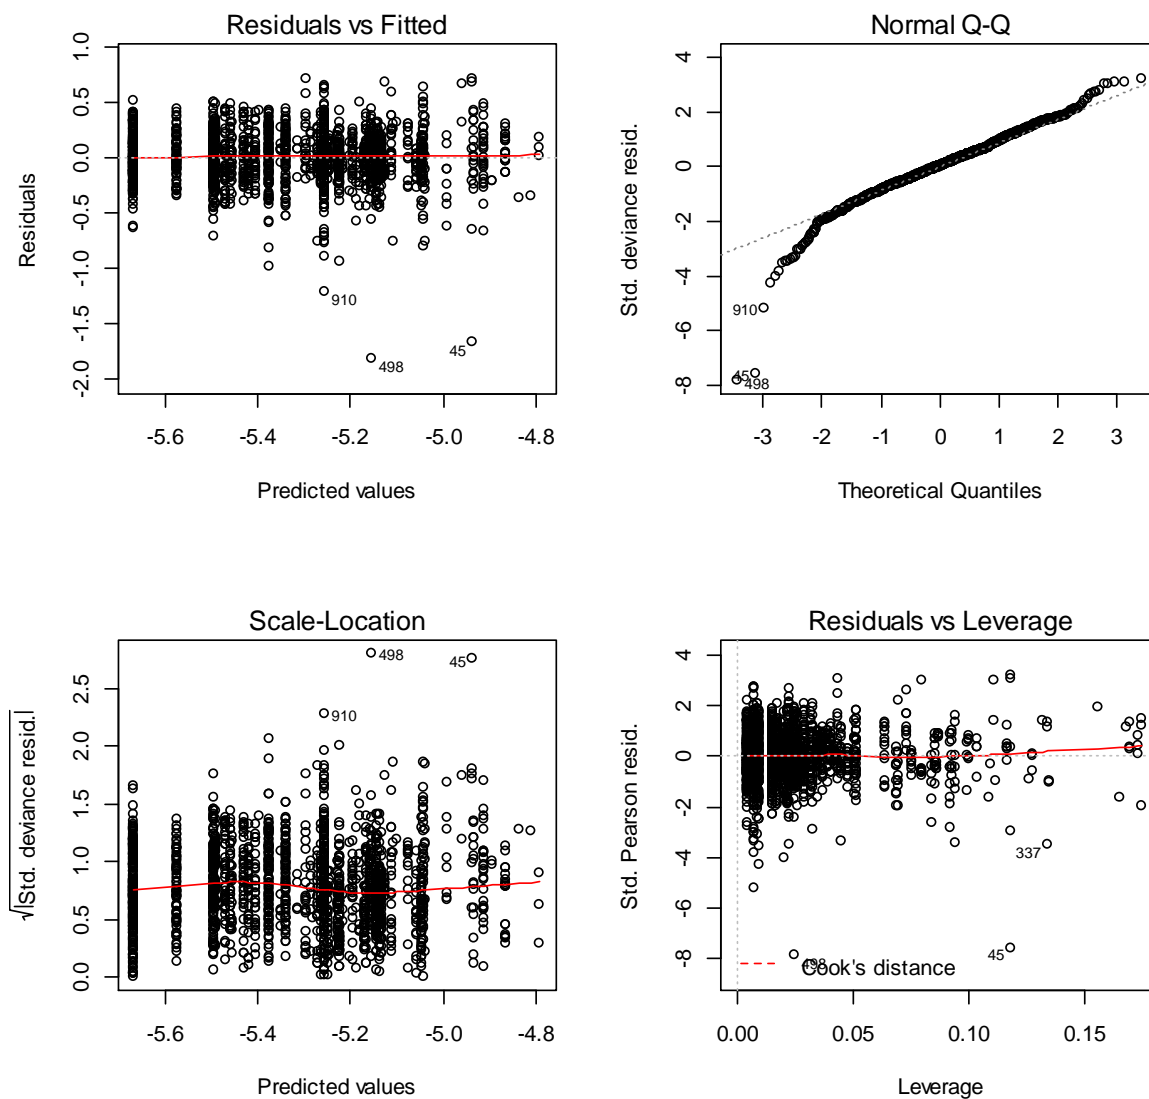 Residuals vs Fitted
Residuals
1.0
0.5
0.0
-0.5
-1.0
-1.5
-2.0
910
498
45
-5.6 -5.4 -5.2 -5.0 -4.8
Predicted values
Normal Q-Q
Std. deviance resid.
4
2
0
-2
-4
-6
-8
910
45
498
-3 -2 -1 0 1 2 3
Theoretical Quantiles
Scale-Location
√|Std. deviance resid.|
2.5
2.0
1.5
1.0
0.5
0.0
498
45
910
-5.6 -5.4 -5.2 -5.0 -4.8
Predicted values
Residuals vs Leverage
Std. Pearson resid.
4
2
0
-2
-4
-6
-8
337
45
498
Cook's distance
0.00 0.05 0.10 0.15
Leverage